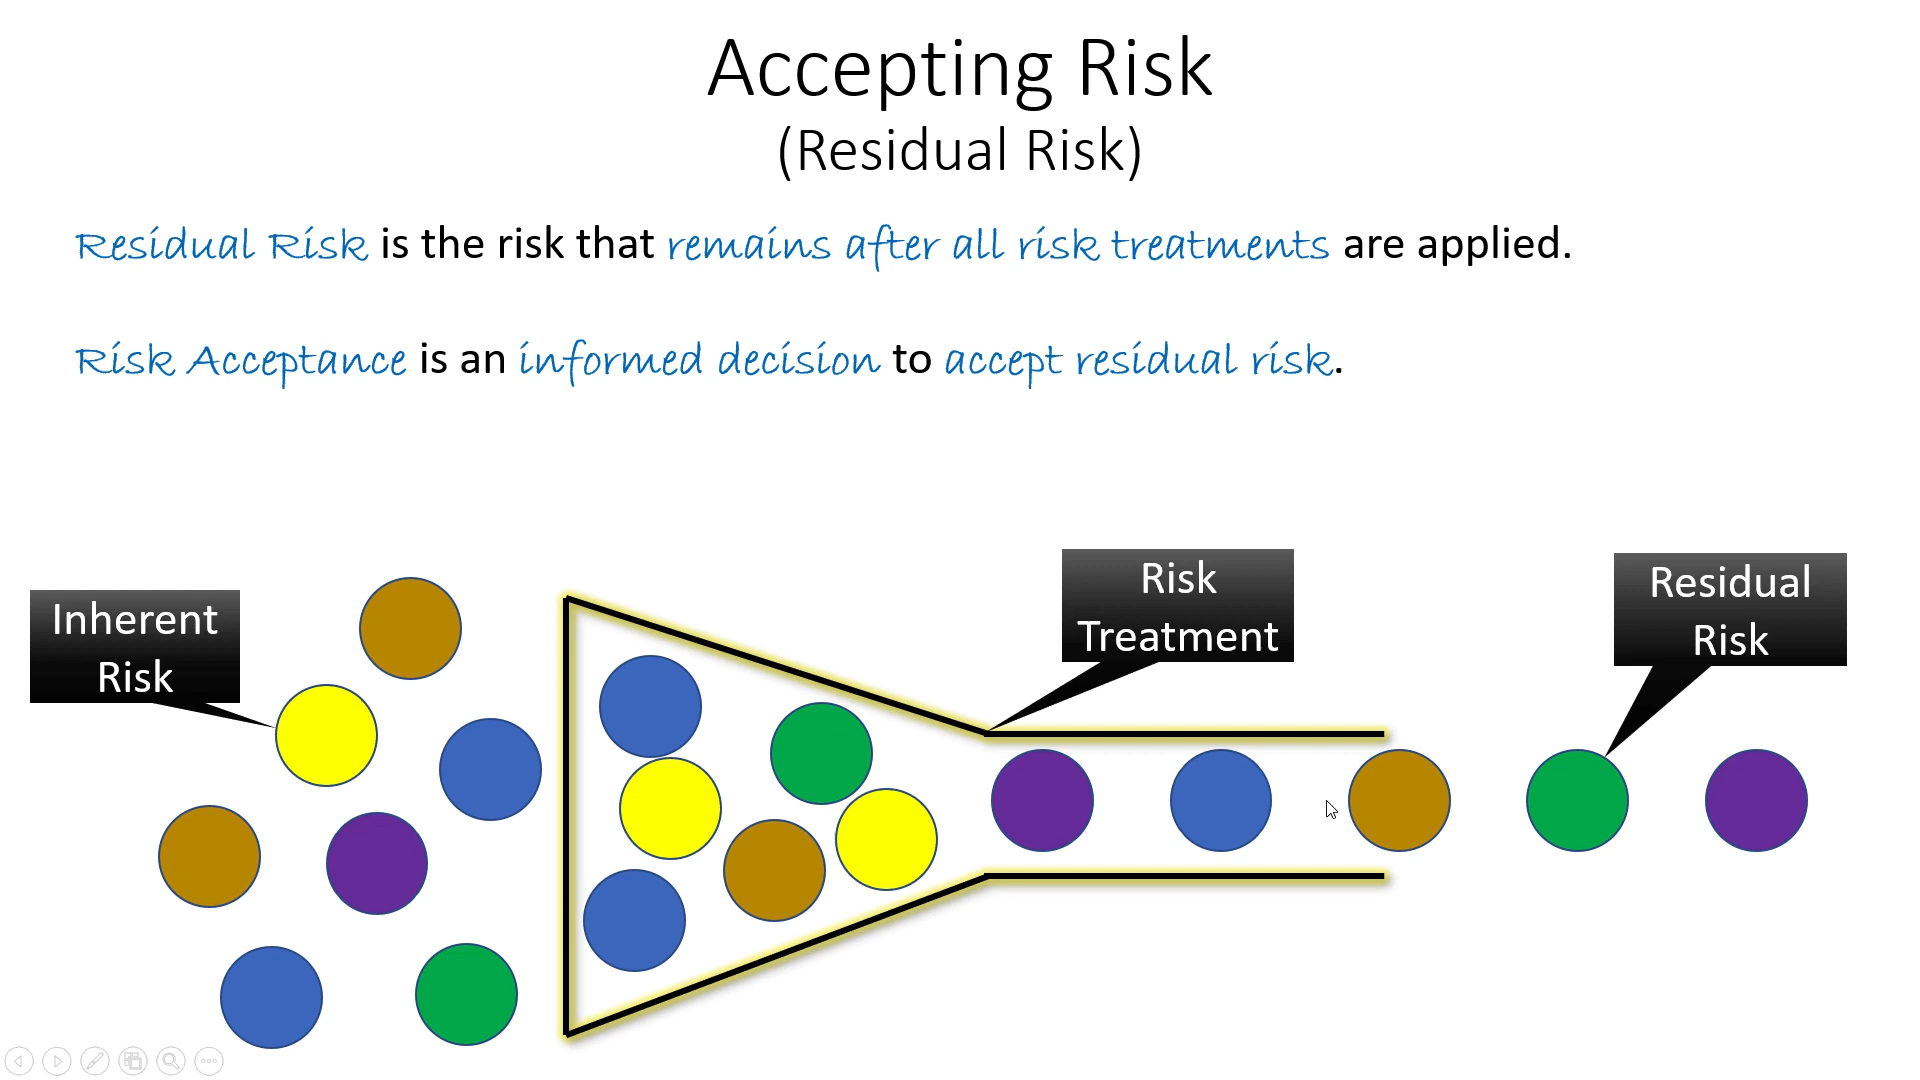 Accepting Risk
(Residual Risk)
Residual Risk is the risk that remains after all risk treatments are applied.
Risk Acceptance is an informed decision to accept residual risk.
Inherent
Risk
Risk
Treatment
Residual
Risk